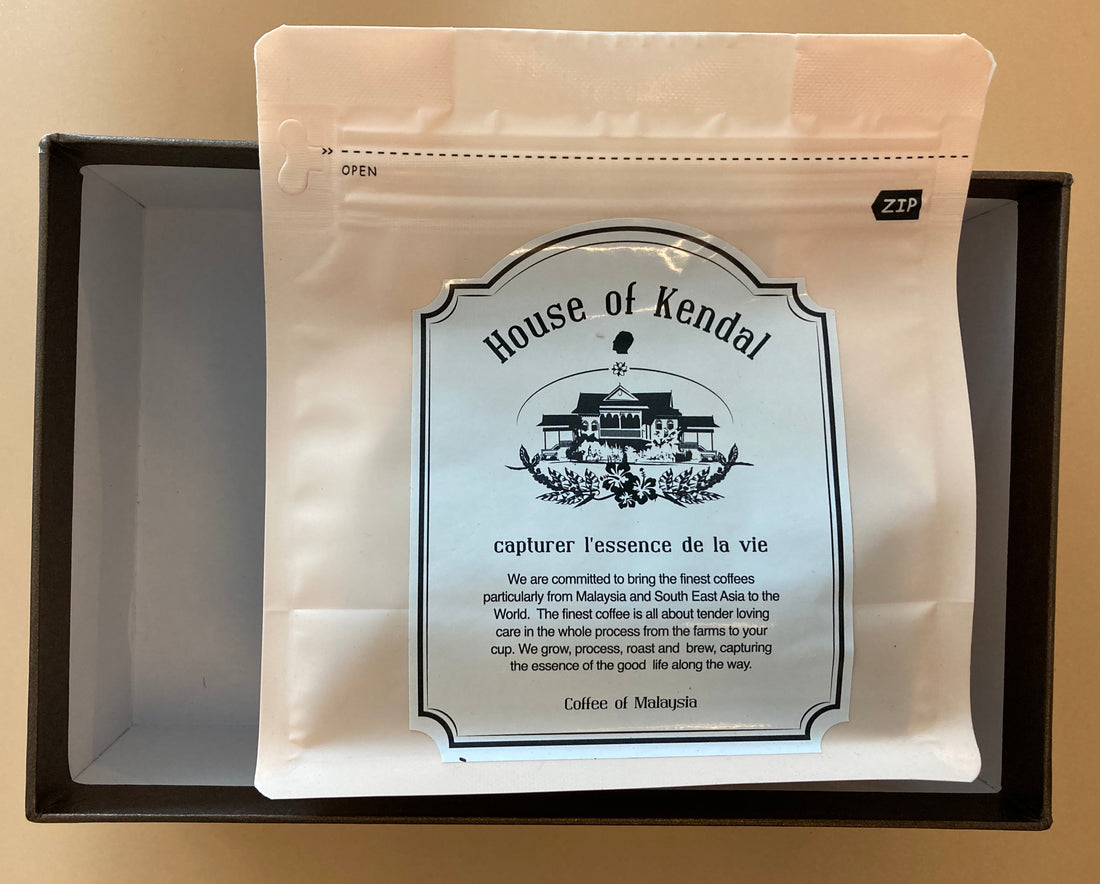 >>
OPEN
ZIP
House of Kendal
capturer l'essence de la vie
We are committed to bring the finest coffees
particularly from Malaysia and South East Asia to the
World. The finest coffee is all about tender loving
care in the whole process from the farms to your
cup. We grow, process, roast and brew, capturing
the essence of the good life along the way.
Coffee of Malaysia